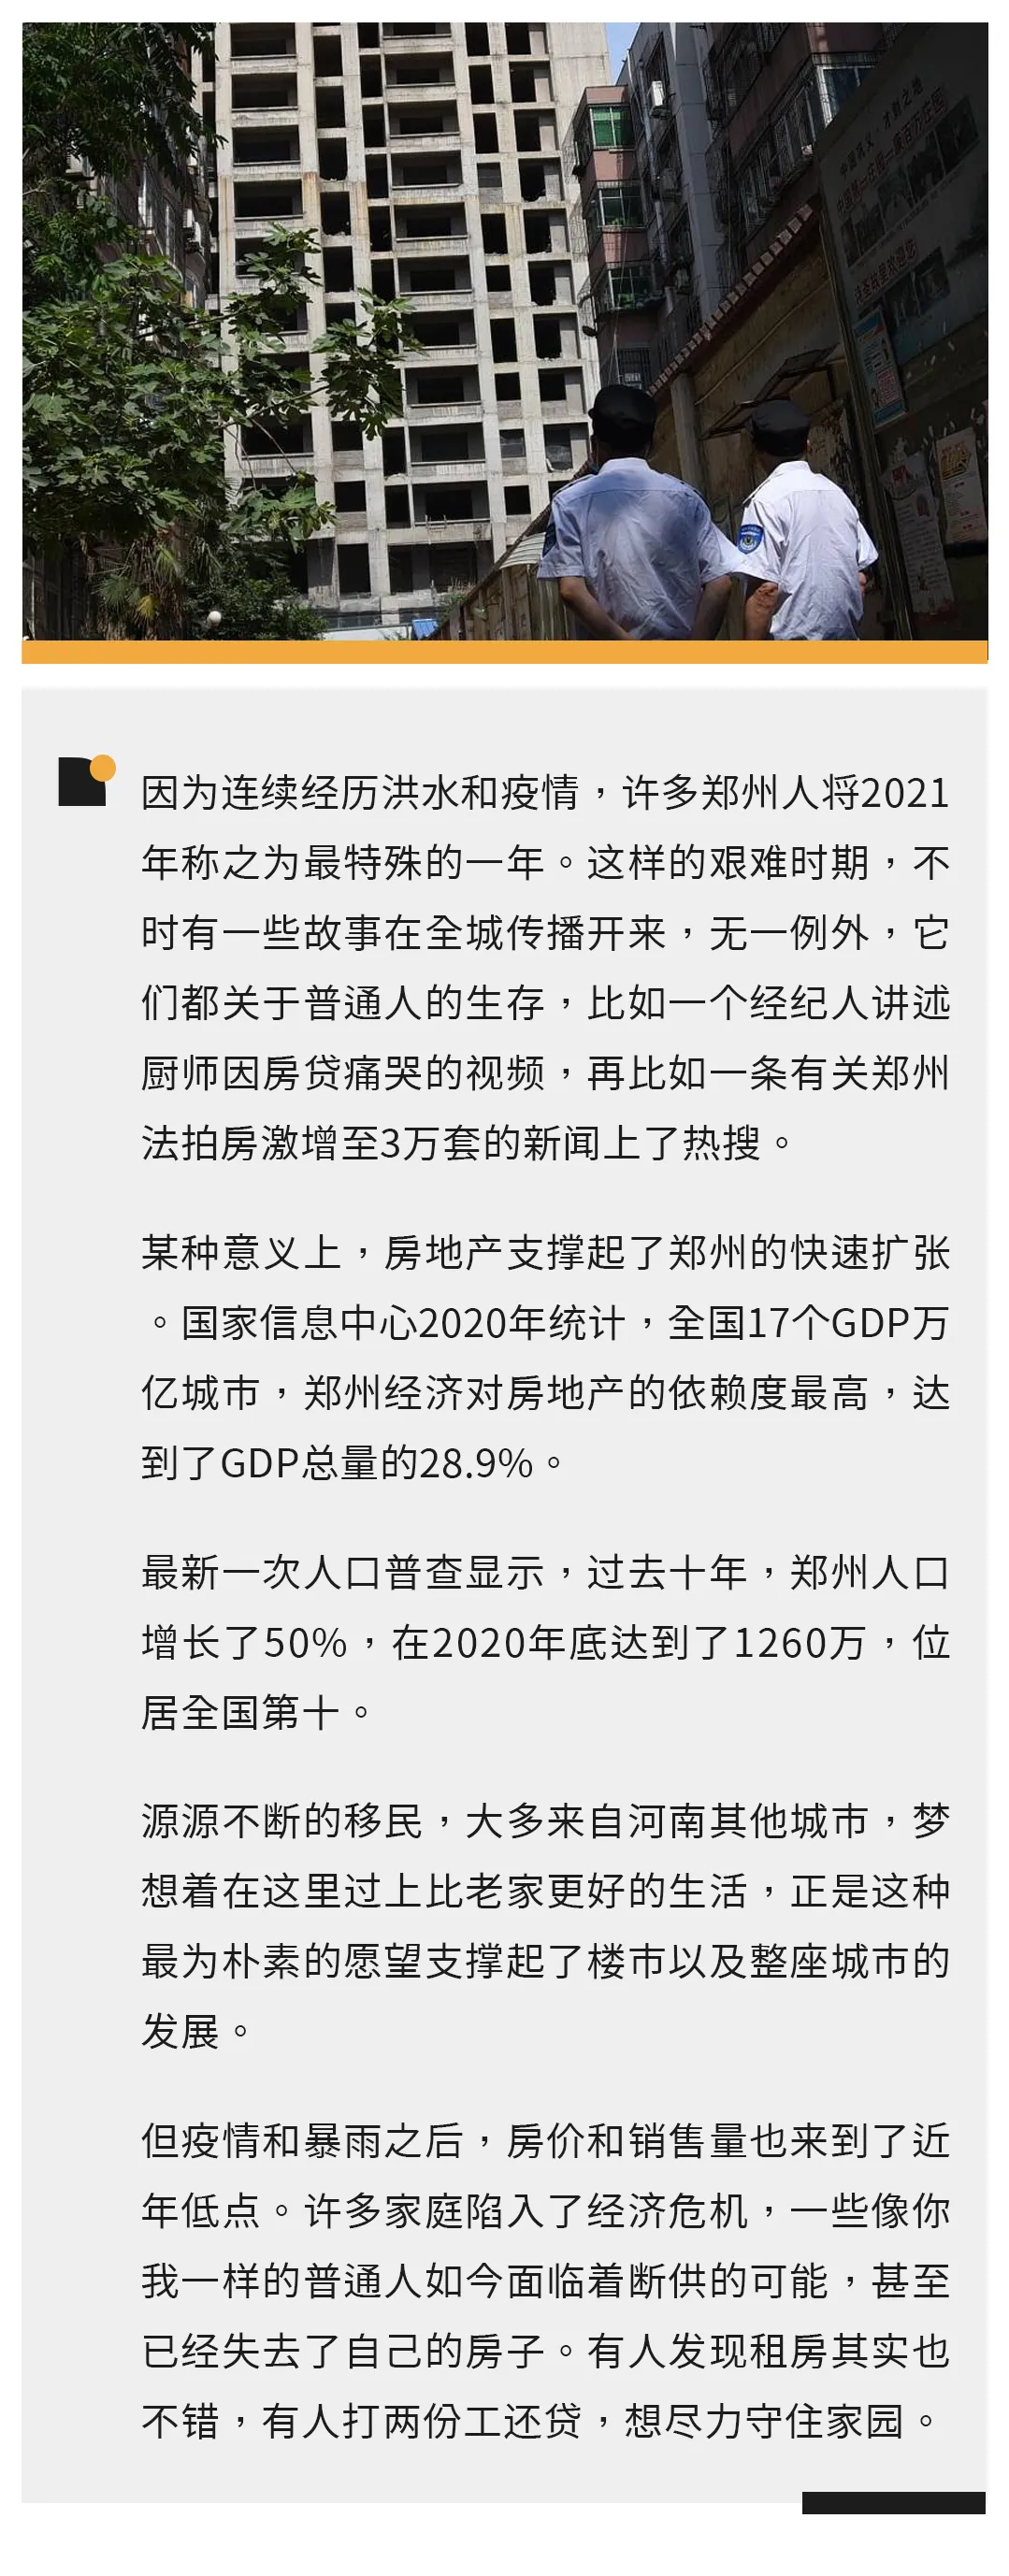 因为连续经历洪水和疫情，许多郑州人将2021
年称之为最特殊的一年。这样的艰难时期，不
时有一些故事在全城传播开来，无一例外，它
们都关于普通人的生存，比如一个经纪人讲述
厨师因房贷痛哭的视频，再比如一条有关郑州
法拍房激增至3万套的新闻上了热搜。
某种意义上，房地产支撑起了郑州的快速扩张
。国家信息中心2020年统计，全国17个GDP万
亿城市，郑州经济对房地产的依赖度最高，达
到了GDP总量的28.9%。
最新一次人口普查显示，过去十年，郑州人口
增长了50%，在2020年底达到了1260万，位
居全国第十。
源源不断的移民，大多来自河南其他城市，梦
想着在这里过上比老家更好的生活，正是这种
最为朴素的愿望支撑起了楼市以及整座城市的
发展。
但疫情和暴雨之后，房价和销售量也来到了近
年低点。许多家庭陷入了经济危机，一些像你
我一样的普通人如今面临着断供的可能，甚至
已经失去了自己的房子。有人发现租房其实也
不错，有人打两份工还贷，想尽力守住家园。